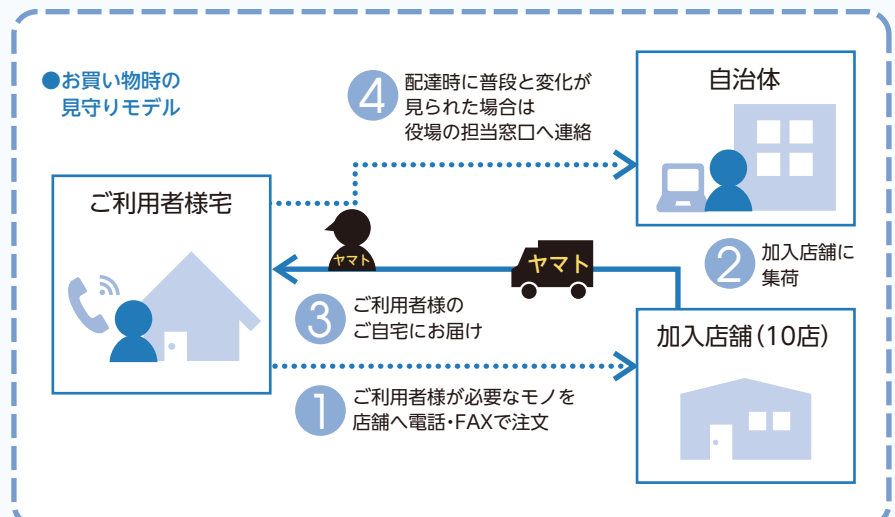 ●お買い物時の
見守りモデル
4
配達時に普段と変化が
見られた場合は
役場の担当窓口へ連絡
自治体
ご利用者様宅
ヤマト
ヤマト
2
加入店舗に
集荷
3
ご利用者様の
ご自宅にお届け
加入店舗(10店)
1
ご利用者様が必要なモノを
店舗へ電話・FAXで注文